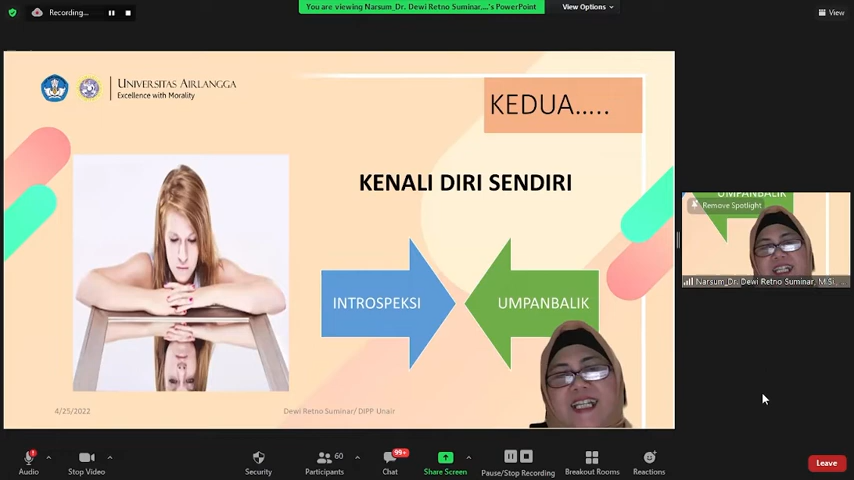 Recording...
You are viewing Narsum_Dr. Dewi Retno Suminar,...'s PowerPoint
View Options
View
UNIVERSITAS AIRLANGGA
Excellence with Morality
KEDUA.....
KENALI DIRI SENDIRI
INTROSPEKSI
UMPANBALIK
4/25/2022
Dewi Retno Suminar/ DIPP Unair
UMPANBALIK
Remove Spotlight
Narsum_Dr. Dewi Retno Suminar, M.Si, ...
Audio
Stop Video
Security
60
Participants
99+
Chat
Share Screen
Pause/Stop Recording
Breakout Rooms
Reactions
Leave